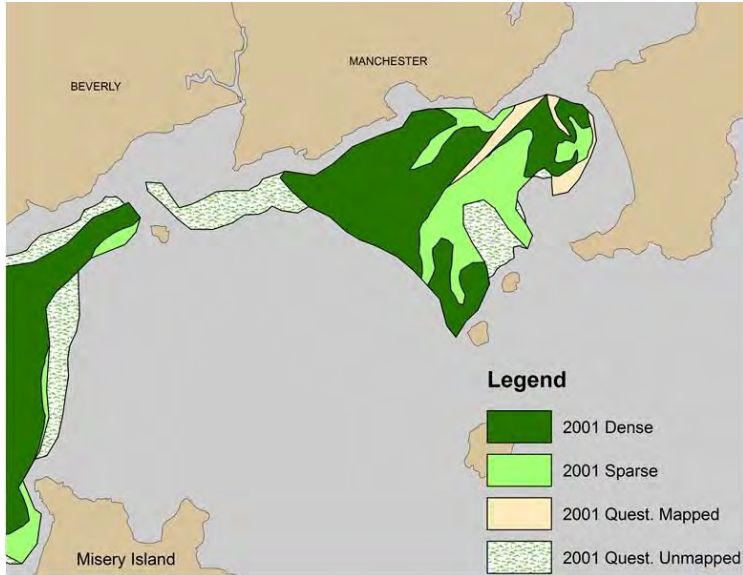 MANCHESTER
BEVERLY
Legend
2001 Dense
2001 Sparse
2001 Quest. Mapped
2001 Quest. Unmapped
Misery Island